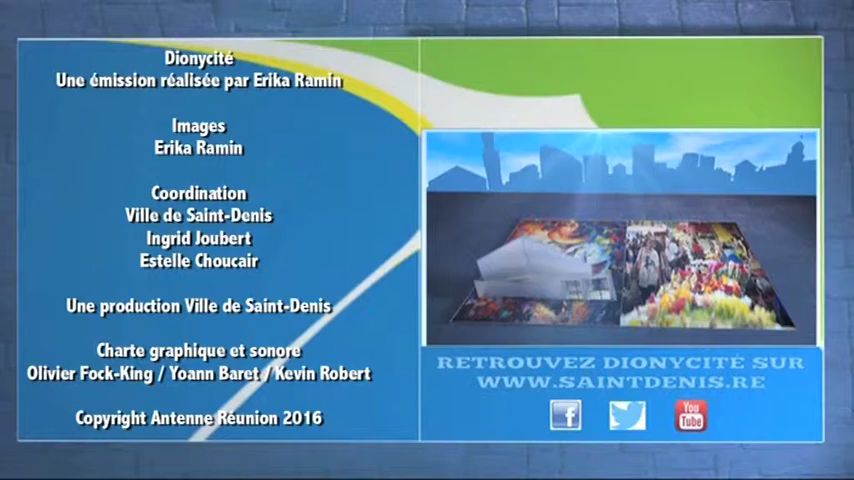 Dionycité
Une émission réalisée par Erika Ramin
Images
Erika Ramin
Coordination
Ville de Saint-Denis
Ingrid Joubert
Estelle Choucair
Une production Ville de Saint-Denis
Charte graphique et sonore
Olivier Fock-King / Yoann Baret / Kevin Robert
Copyright Antenne Réunion 2016
RETROUVEZ DIONYCITÉ SUR
WWW.SAINTDENIS.RE
f
You
Tube